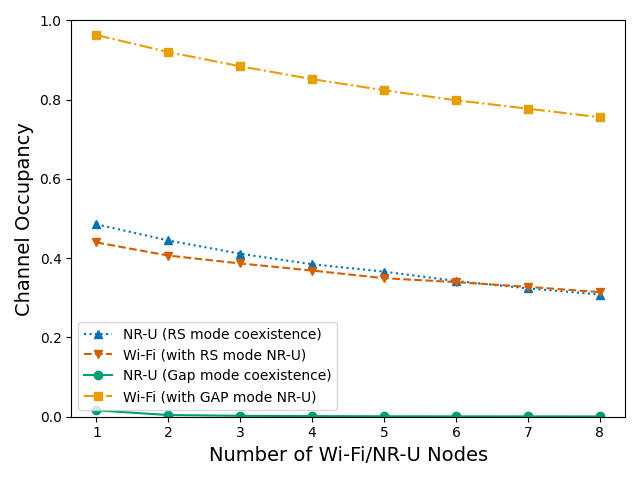 1.0
0.8
0.6
0.4
0.2
0.0
Channel Occupancy
NR-U (RS mode coexistence)
Wi-Fi (with RS mode NR-U)
NR-U (Gap mode coexistence)
Wi-Fi (with GAP mode NR-U)
1 2 3 4 5 6 7 8
Number of Wi-Fi/NR-U Nodes